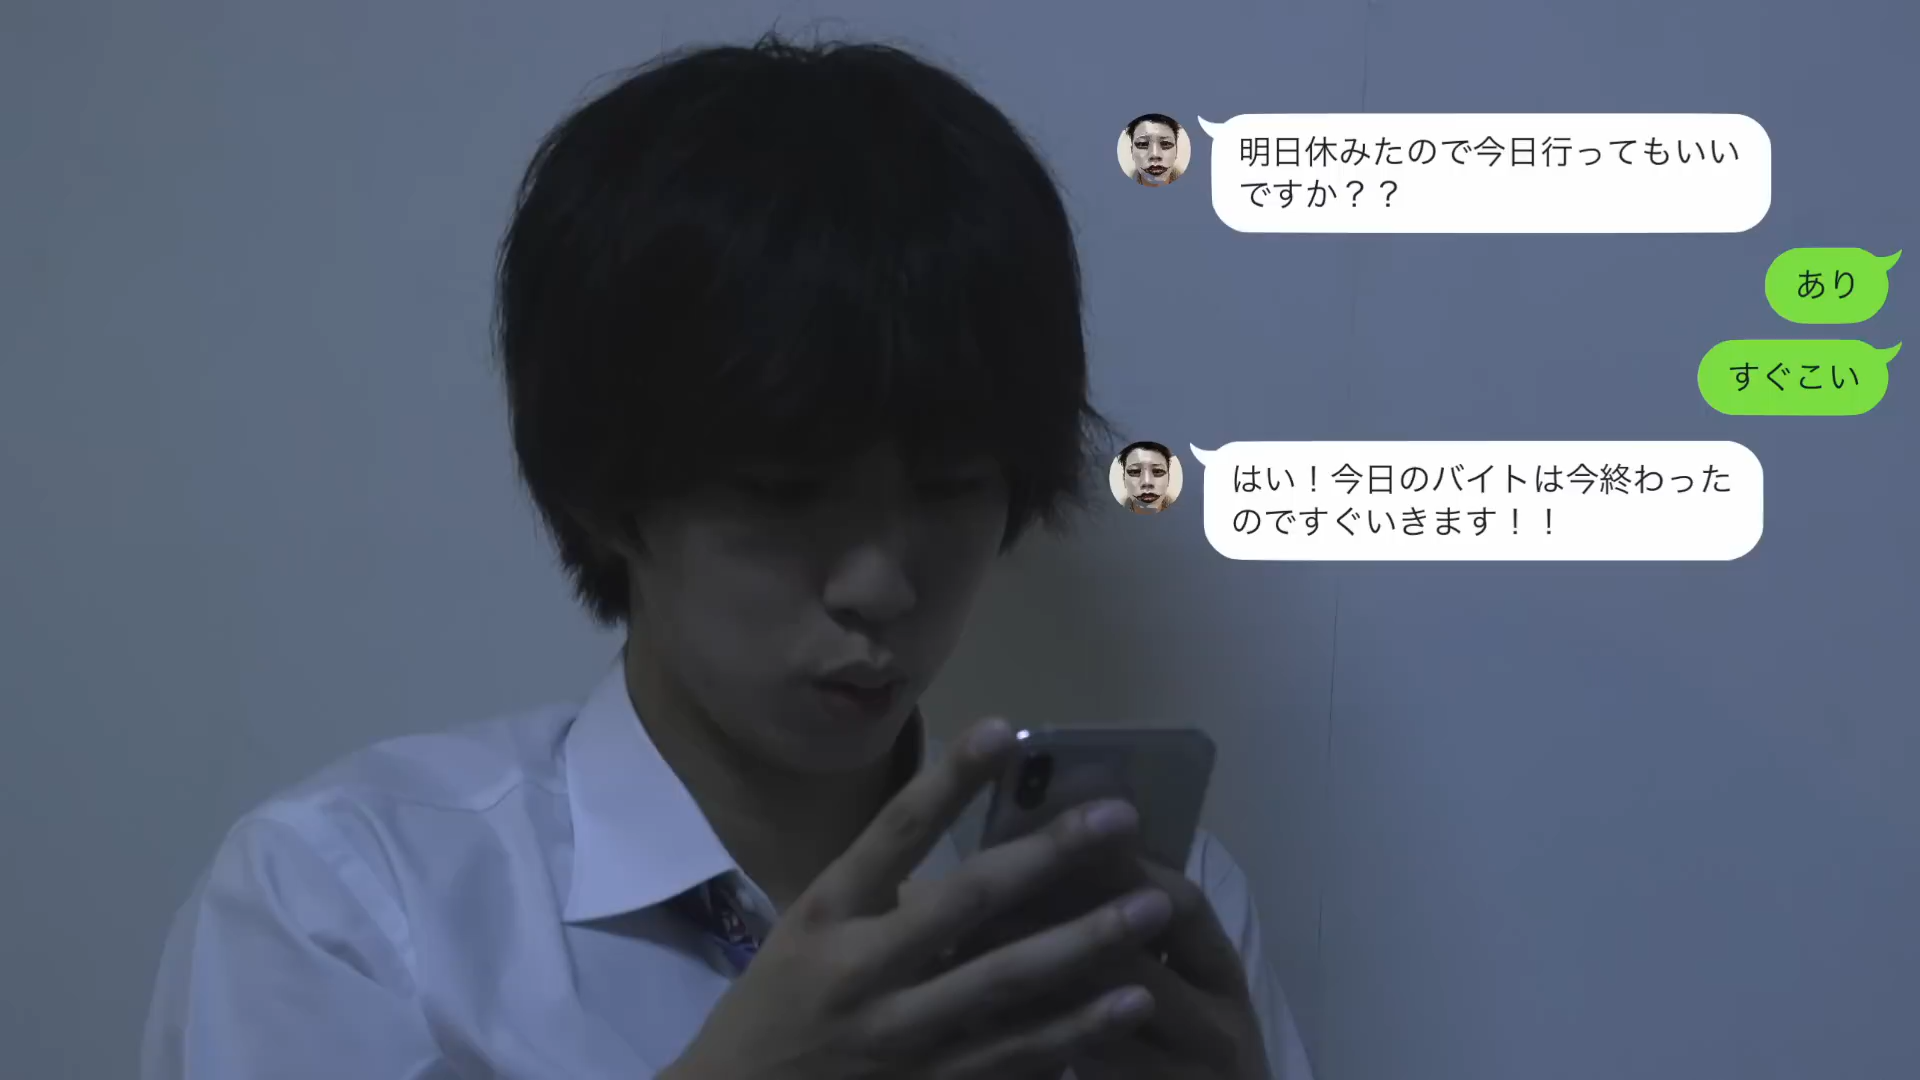 明日休みたので今日行ってもいい
ですか？？
あり
すぐこい
はい！今日のバイトは今終わった
のですぐいきます！！